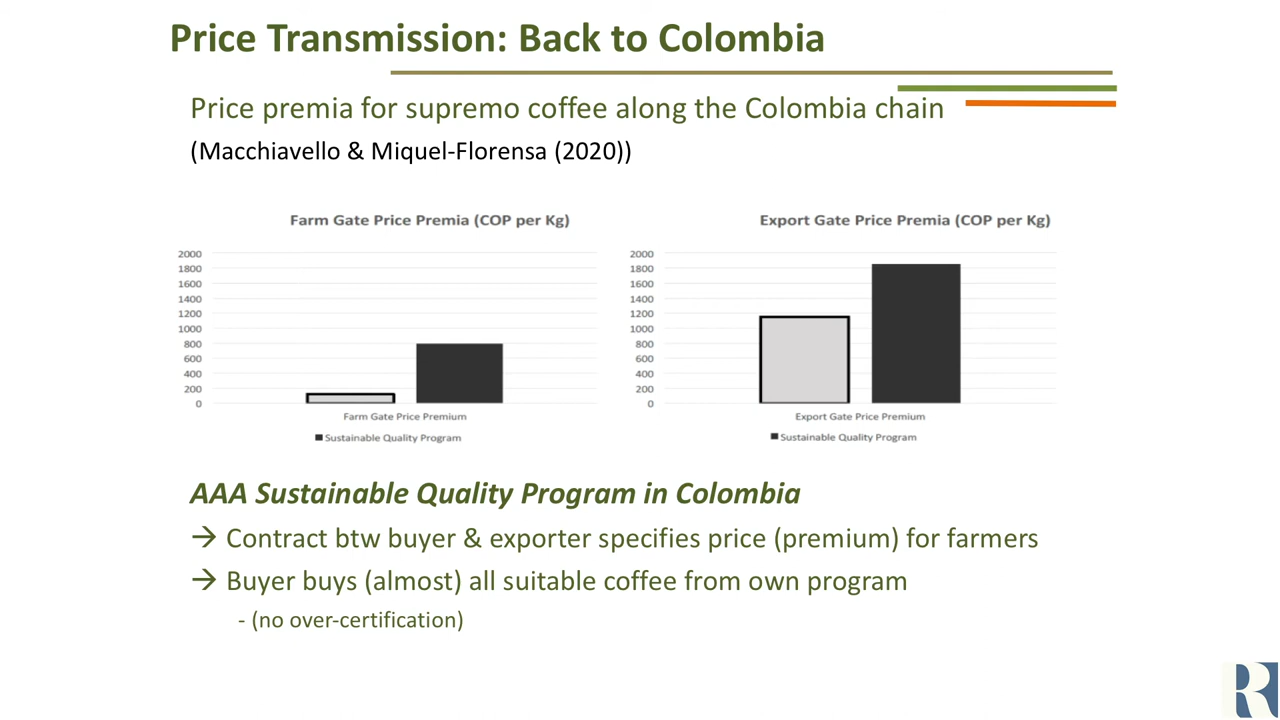 Price Transmission: Back to Colombia
Price premia for supremo coffee along the Colombia chain
(Macchiavello & Miquel-Florensa (2020))
Farm Gate Price Premia (COP per Kg)
2000
1800
1600
1400
1200
1000
800
600
400
200
0
Farm Gate Price Premium
Sustainable Quality Program
Export Gate Price Premia (COP per Kg)
2000
1800
1600
1400
1200
1000
800
600
400
200
0
Export Gate Price Premium
Sustainable Quality Program
AAA Sustainable Quality Program in Colombia
→ Contract btw buyer & exporter specifies price (premium) for farmers
→ Buyer buys (almost) all suitable coffee from own program
- (no over-certification)
R